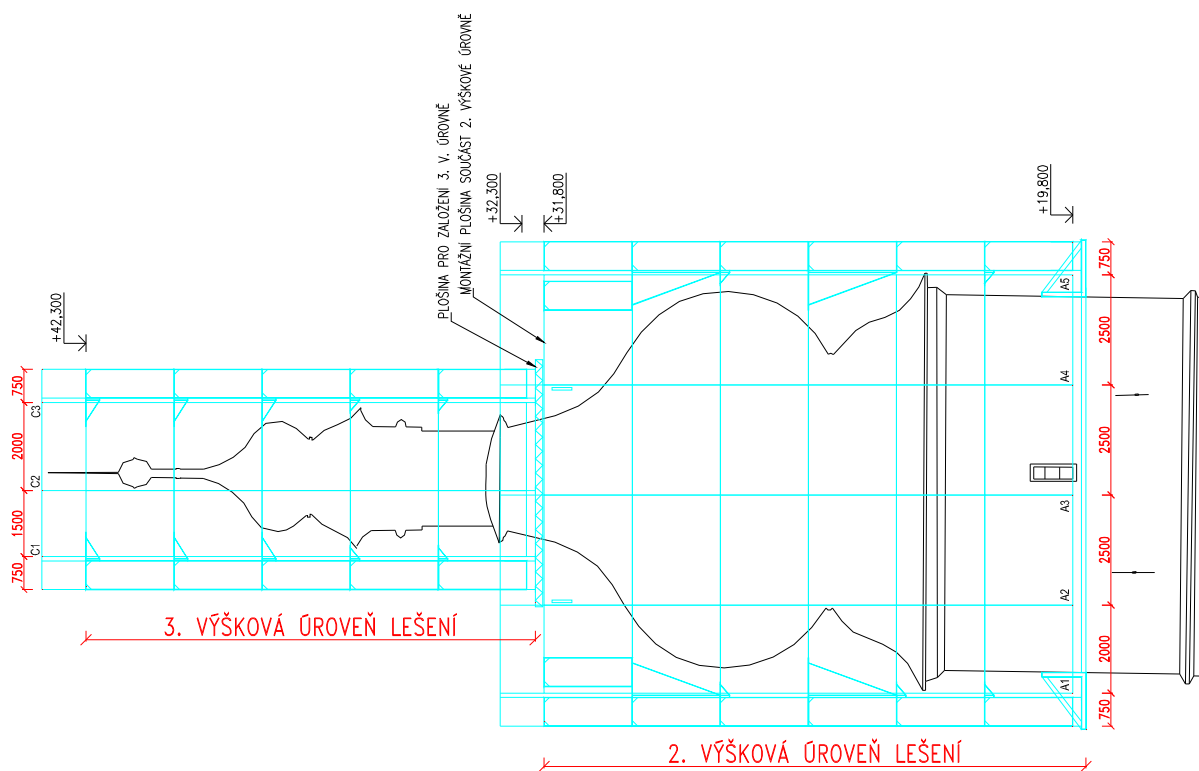 PLOŠINA PRO ZALOŽENÍ 3. V. ÚROVNĚ
MONTÁŽNÍ PLOŠINA SOUČÁST 2. VÝŠKOVÉ ÚROVNĚ
+42,300
+32,300
+31,800
+19,800
750
2000
1500
750
C3
C2
C1
3. VÝŠKOVÁ ÚROVEŇ LEŠENÍ
A5
A4
A3
A2
A1
750
2500
2500
2500
2000
750
2. VÝŠKOVÁ ÚROVEŇ LEŠENÍ